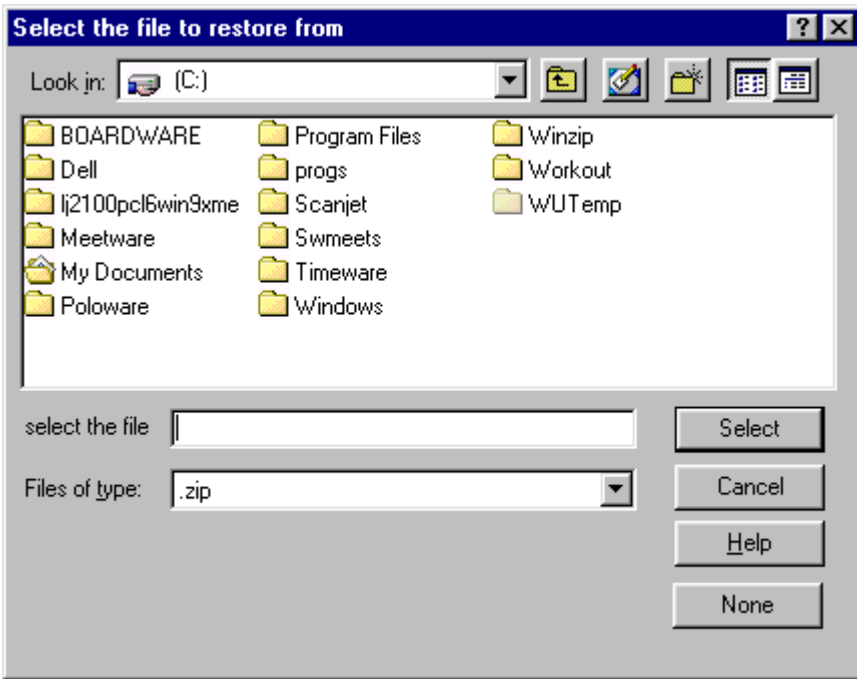 Select the file to restore from
Look in: (C:)
BOARDWARE
Dell
lj2100pcl6win9xme
Meetware
My Documents
Poloware
Program Files
progs
Scanjet
Swmeets
Timeware
Windows
Winzip
Workout
WUTemp
select the file
Select
Files of type: .zip
Cancel
Help
None